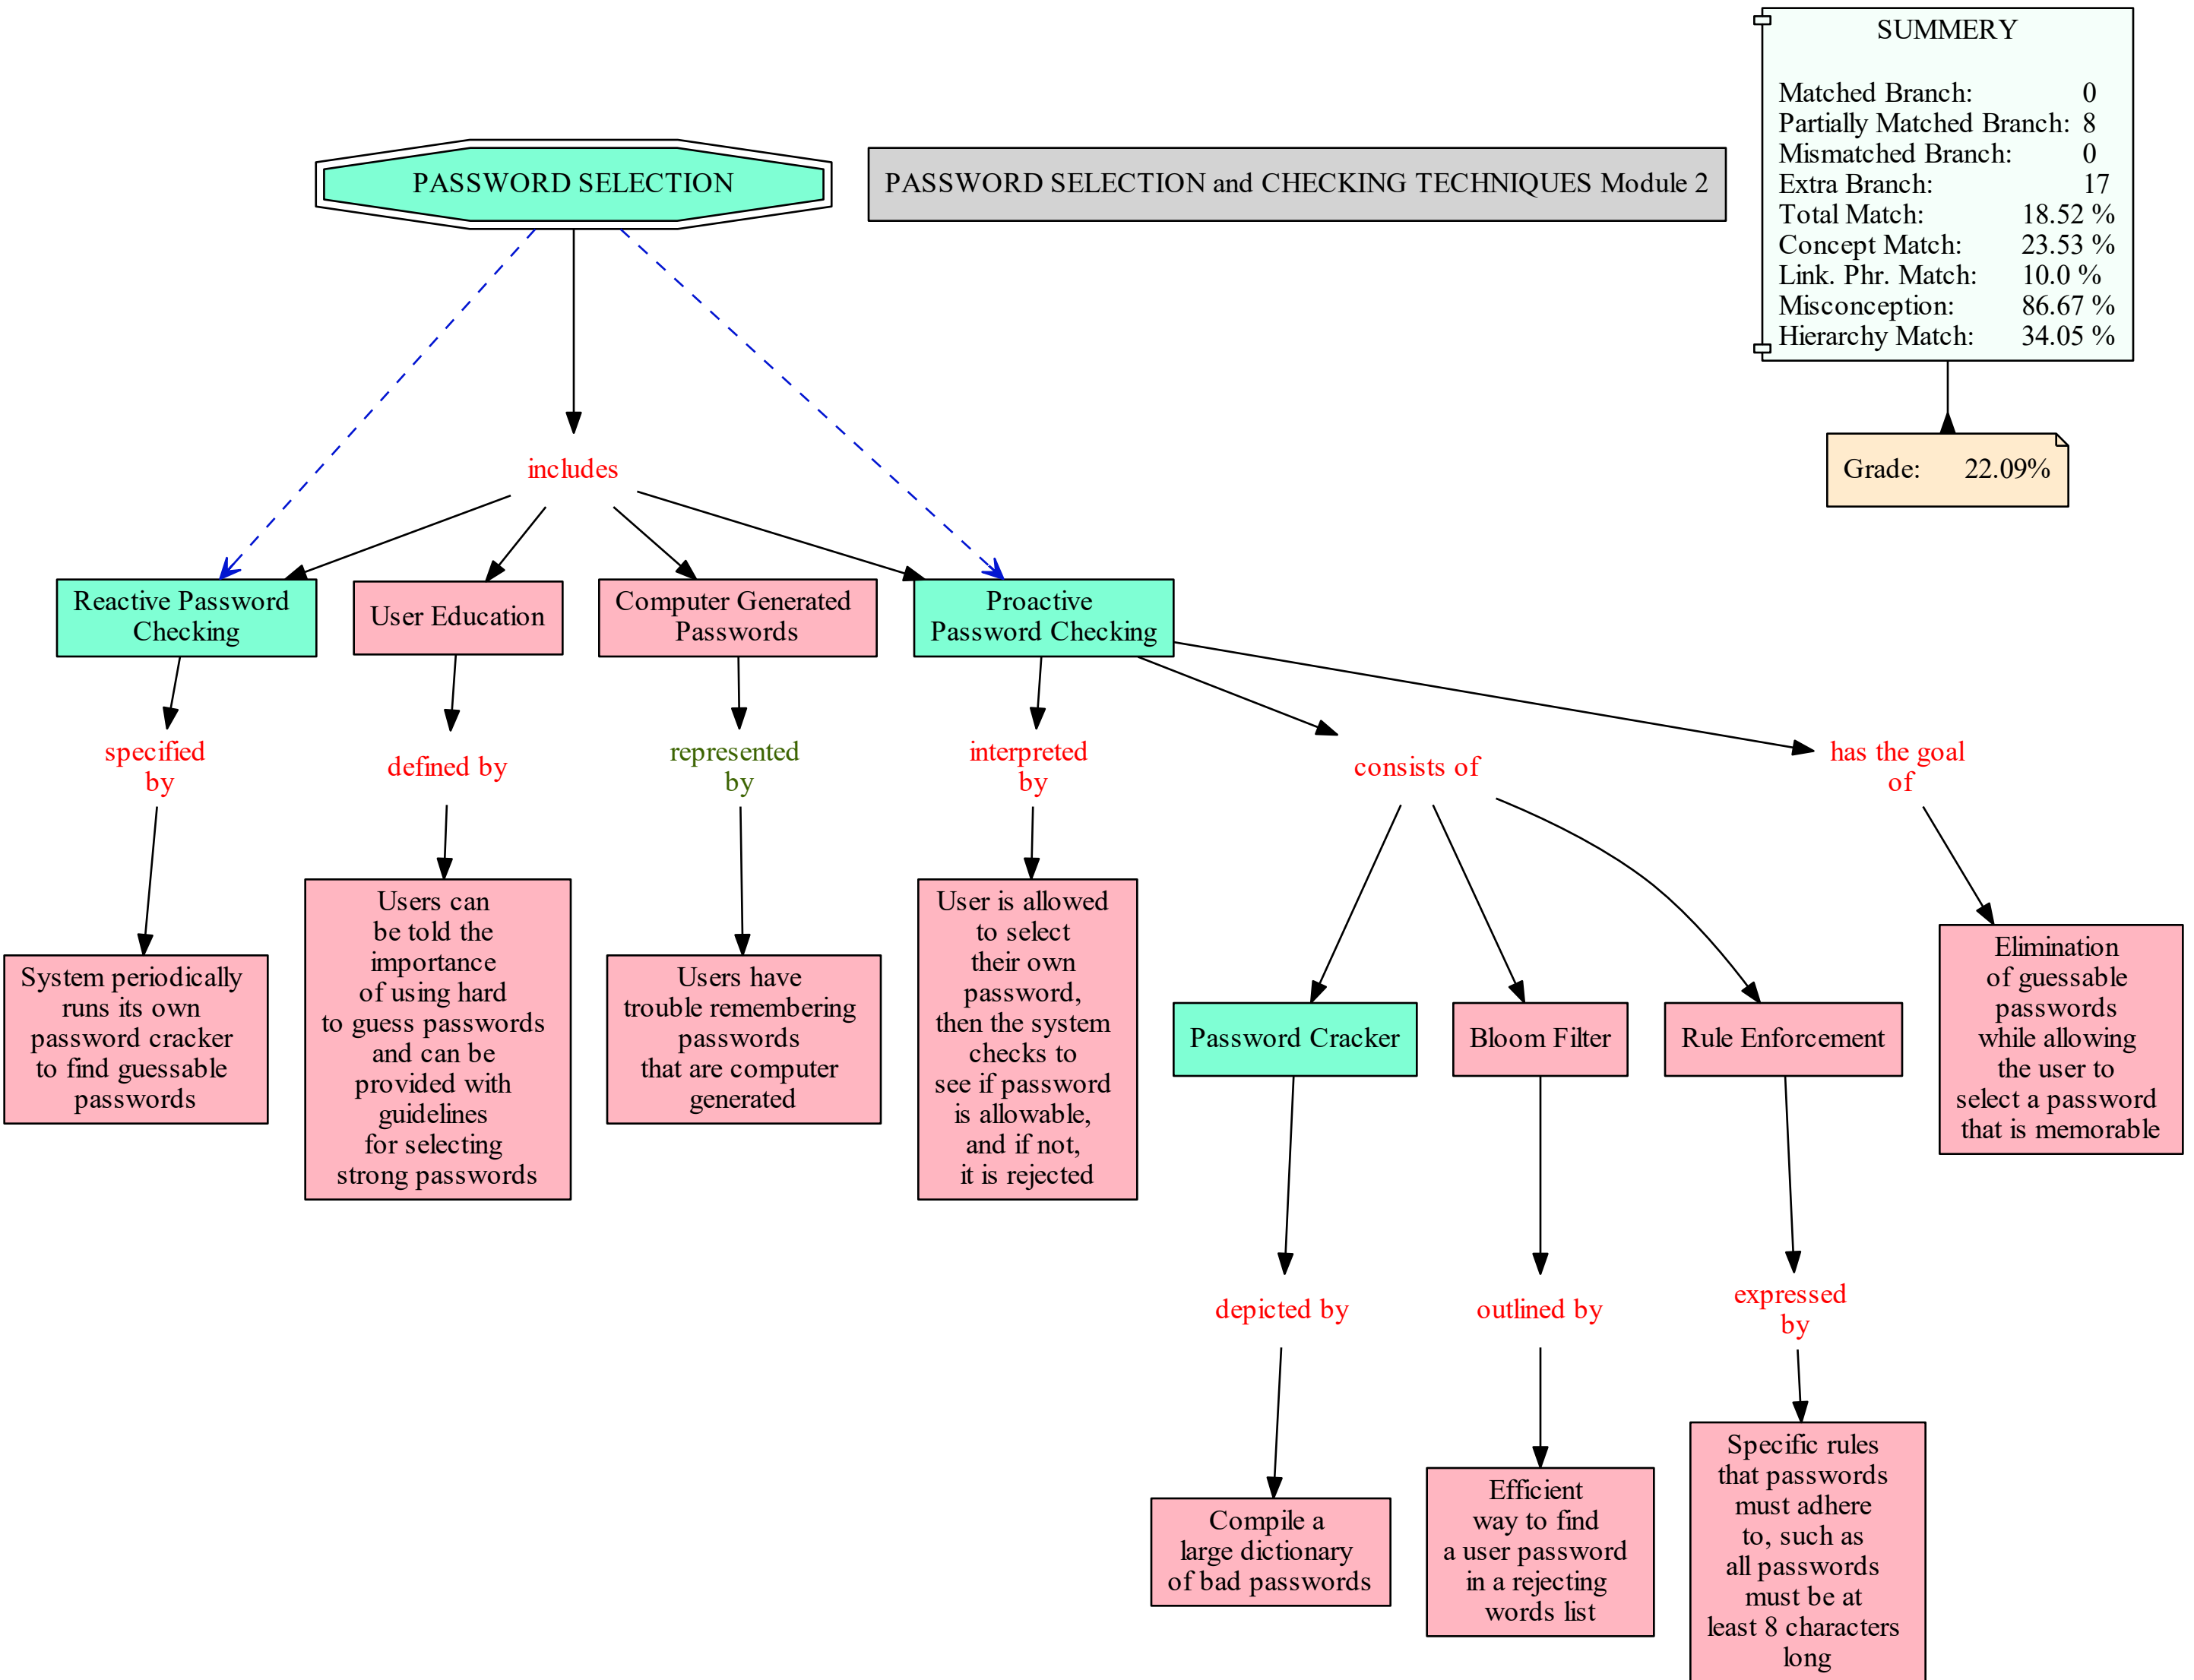 SUMMERY
Matched Branch: 0
Partially Matched Branch: 8
Mismatched Branch: 0
Extra Branch: 17
Total Match: 18.52 %
Concept Match: 23.53 %
Link. Phr. Match: 10.0 %
Misconception: 86.67 %
Hierarchy Match: 34.05 %
PASSWORD SELECTION
PASSWORD SELECTION and CHECKING TECHNIQUES Module 2
Grade: 22.09%
includes
Reactive Password
Checking
User Education
Computer Generated
Passwords
Proactive
Password Checking
specified
by
defined by
represented
by
interpreted
by
consists of
has the goal
of
System periodically
runs its own
password cracker
to find guessable
passwords
Users can
be told the
importance
of using hard
to guess passwords
and can be
provided with
guidelines
for selecting
strong passwords
Users have
trouble remembering
passwords
that are computer
generated
User is allowed
to select
their own
password,
then the system
checks to
see if password
is allowable,
and if not,
it is rejected
Password Cracker
Bloom Filter
Rule Enforcement
Elimination
of guessable
passwords
while allowing
the user to
select a password
that is memorable
depicted by
outlined by
expressed
by
Compile a
large dictionary
of bad passwords
Efficient
way to find
a user password
in a rejecting
words list
Specific rules
that passwords
must adhere
to, such as
all passwords
must be at
least 8 characters
long